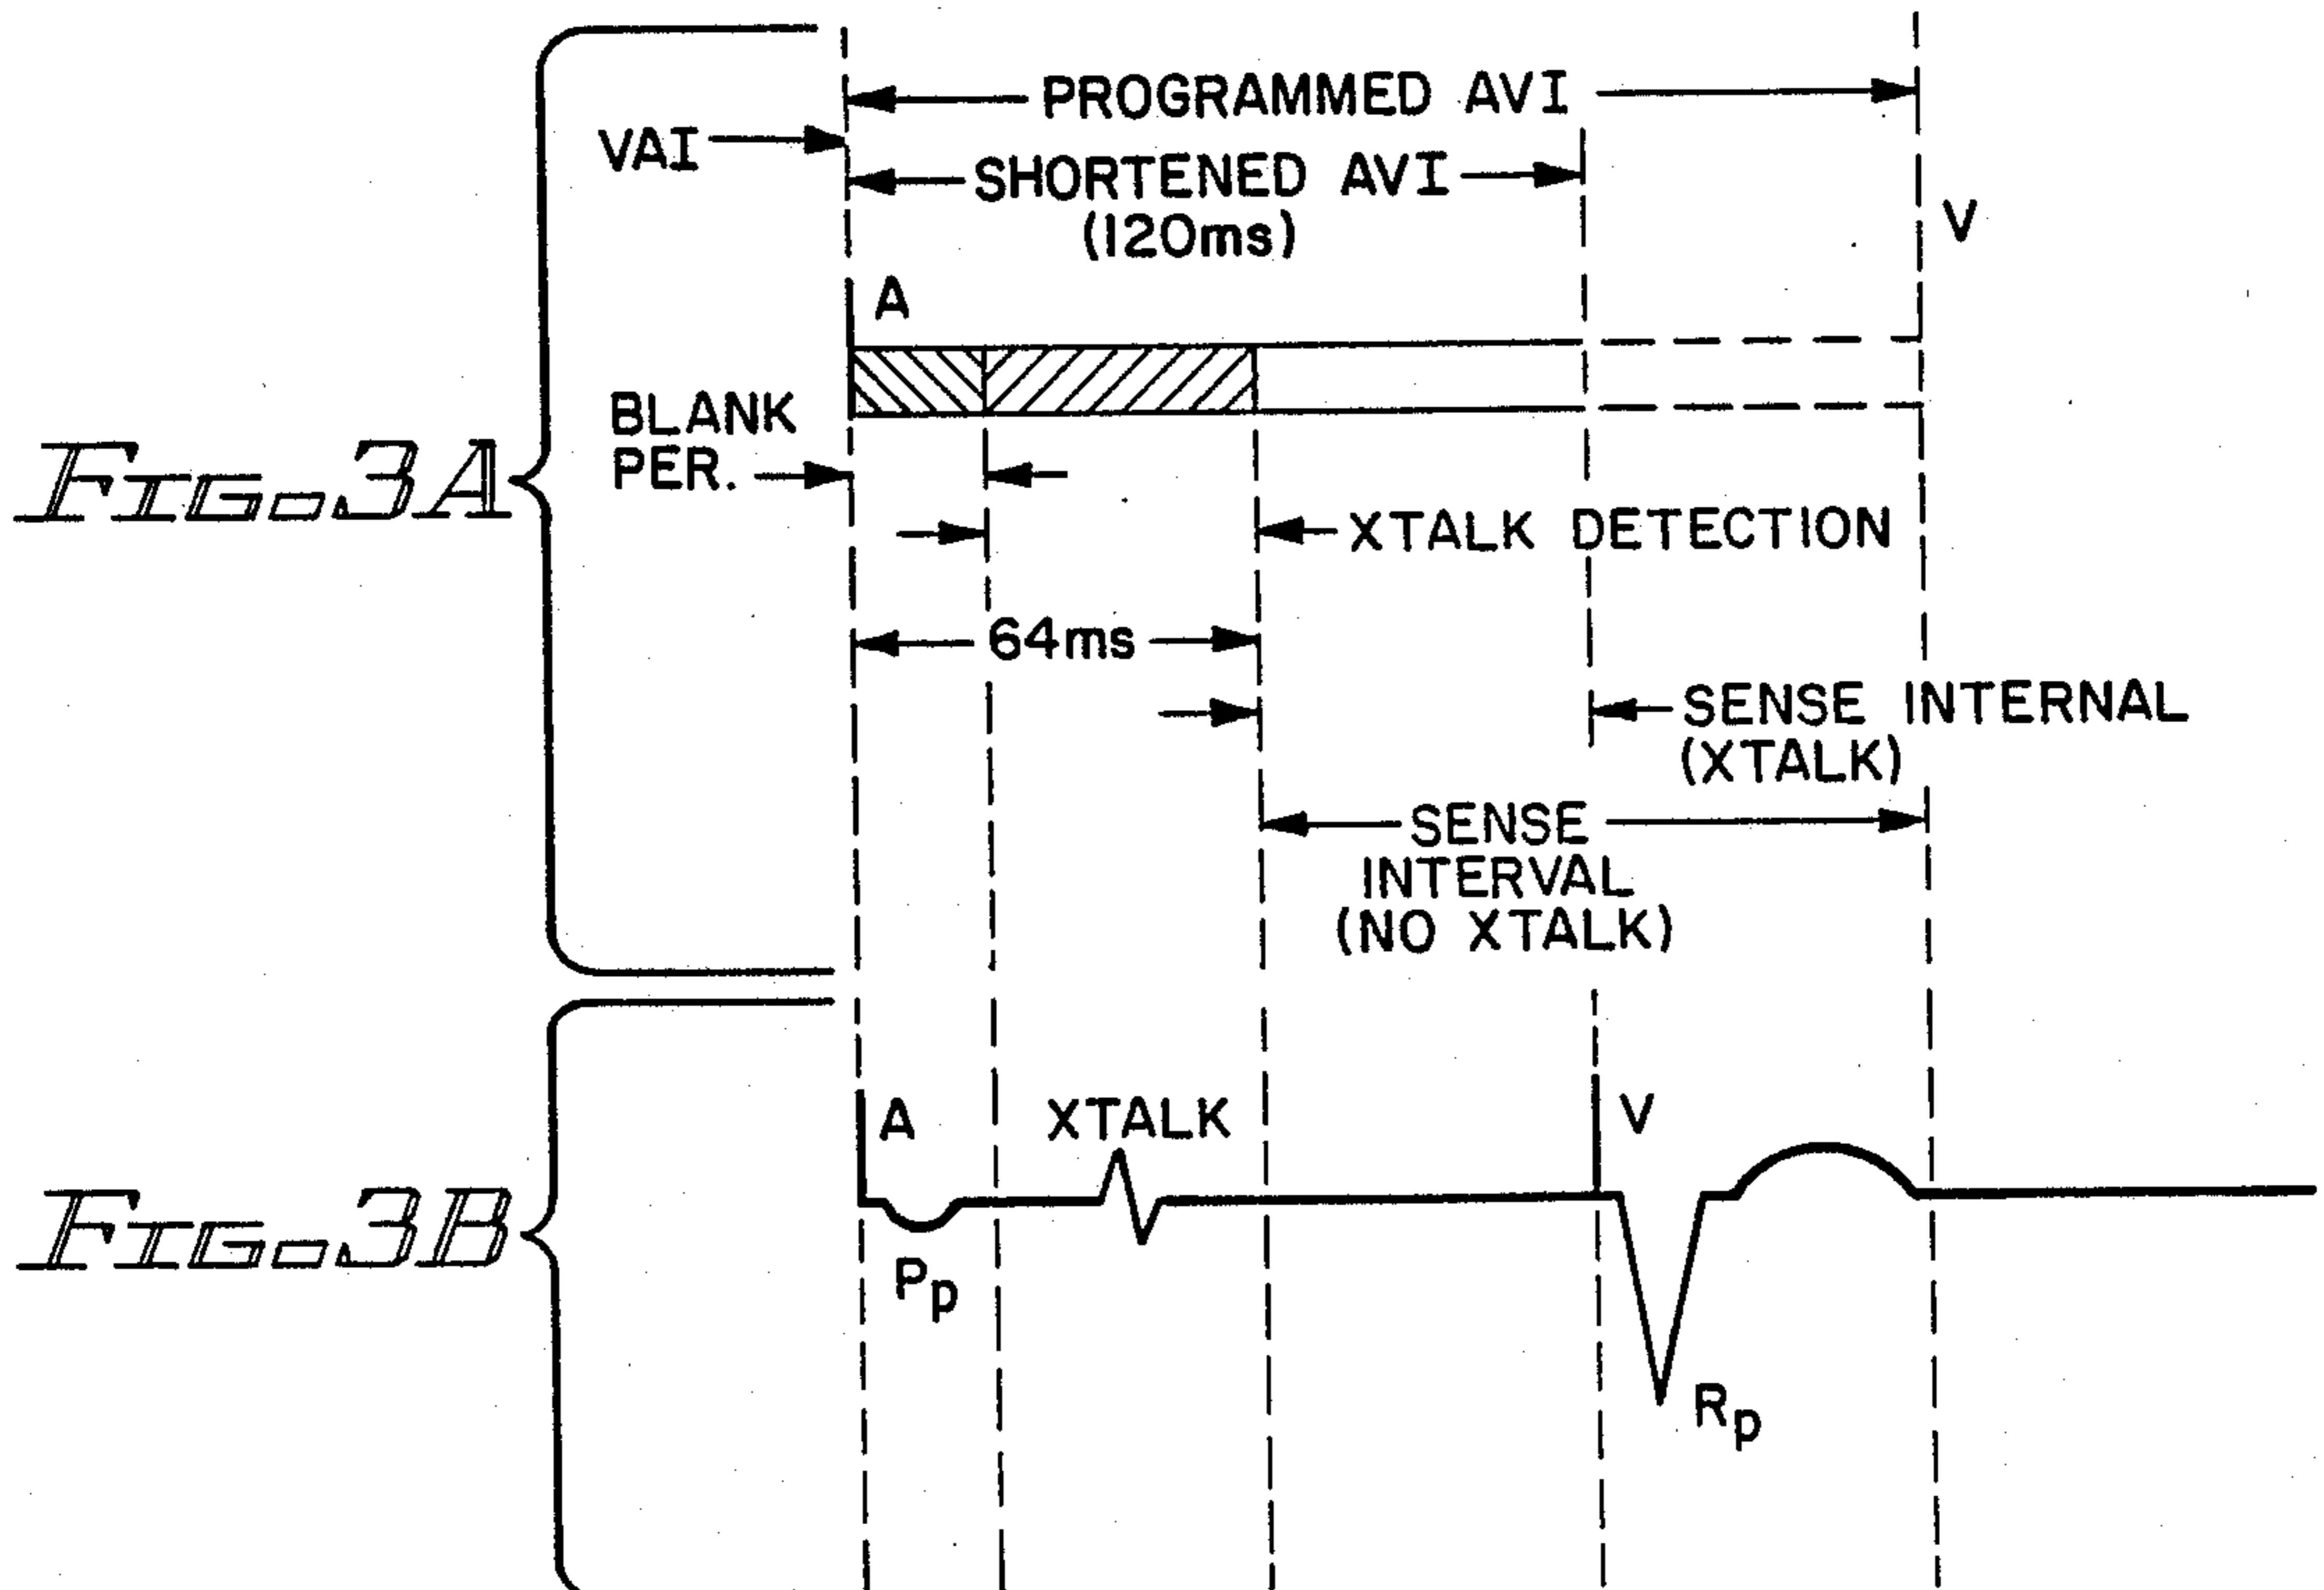 PROGRAMMED AVI
VAI
SHORTENED AVI
(120ms)
V
A
BLANK
PER.
FIG. 3A
XTALK DETECTION
64ms
SENSE INTERNAL
(XTALK)
SENSE
INTERVAL
(NO XTALK)
A
XTALK
V
FIG. 3B
Pp
Rp